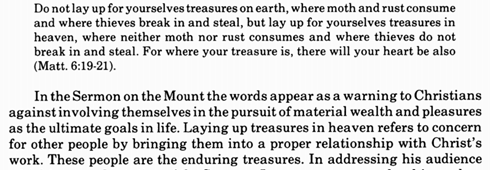 Do not lay up for yourselves treasures on earth, where moth and rust consume
and where thieves break in and steal, but lay up for yourselves treasures in
heaven, where neither moth nor rust consumes and where thieves do not
break in and steal. For where your treasure is, there will your heart be also
(Matt. 6:19-21).
In the Sermon on the Mount the words appear as a warning to Christians
against involving themselves in the pursuit of material wealth and pleasures
as the ultimate goals in life. Laying up treasures in heaven refers to concern
for other people by bringing them into a proper relationship with Christ's
work. These people are the enduring treasures. In addressing his audience